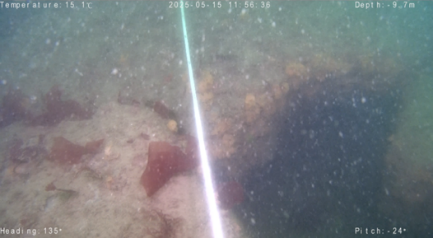 Temperature: 15.1c
2025-05-15 11:56:36
Depth: -9.7m
Heading: 135°
Pitch: -24°